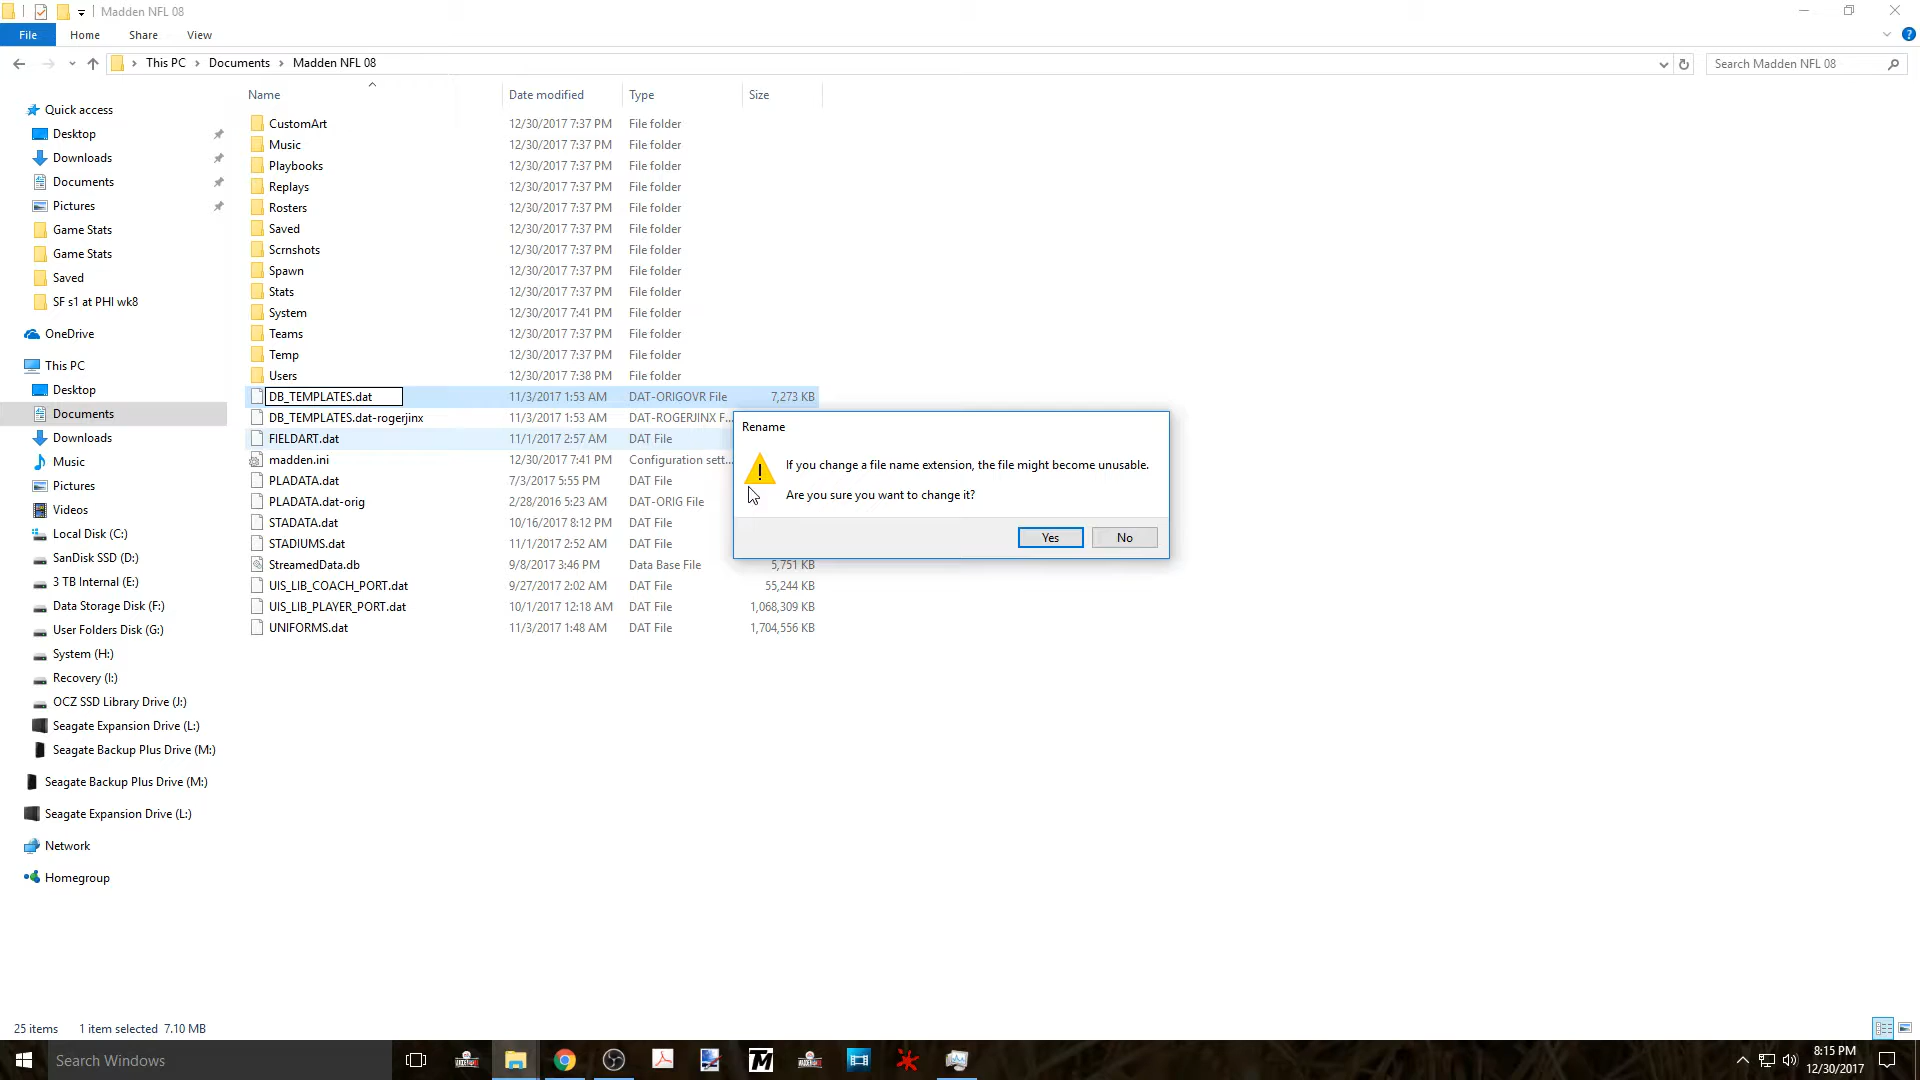 Madden NFL 08
File Home Share View
This PC Documents Madden NFL 08
Search Madden NFL 08
Name Date modified Type Size
Quick access
Desktop
Downloads
Documents
Pictures
Game Stats
Game Stats
Saved
SF s1 at PHI wk8
OneDrive
This PC
Desktop
Documents
Downloads
Music
Pictures
Videos
Local Disk (C:)
SanDisk SSD (D:)
3 TB Internal (E:)
Data Storage Disk (F:)
User Folders Disk (G:)
System (H:)
Recovery (I:)
OCZ SSD Library Drive (J:)
Seagate Expansion Drive (L:)
Seagate Backup Plus Drive (M:)
Seagate Backup Plus Drive (M:)
Seagate Expansion Drive (L:)
Network
Homegroup
CustomArt 12/30/2017 7:37 PM File folder
Music 12/30/2017 7:37 PM File folder
Playbooks 12/30/2017 7:37 PM File folder
Replays 12/30/2017 7:37 PM File folder
Rosters 12/30/2017 7:37 PM File folder
Saved 12/30/2017 7:37 PM File folder
Scrnshots 12/30/2017 7:37 PM File folder
Spawn 12/30/2017 7:37 PM File folder
Stats 12/30/2017 7:37 PM File folder
System 12/30/2017 7:41 PM File folder
Teams 12/30/2017 7:37 PM File folder
Temp 12/30/2017 7:37 PM File folder
Users 12/30/2017 7:38 PM File folder
DB_TEMPLATES.dat 11/3/2017 1:53 AM DAT-ORIGOVR File 7,273 KB
DB_TEMPLATES.dat-rogerjinx 11/3/2017 1:53 AM DAT-ROGERJINX F...
FIELDART.dat 11/1/2017 2:57 AM DAT File
madden.ini 12/30/2017 7:41 PM Configuration sett...
PLADATA.dat 7/3/2017 5:55 PM DAT File
PLADATA.dat-orig 2/28/2016 5:23 AM DAT-ORIG File
STADATA.dat 10/16/2017 8:12 PM DAT File
STADIUMS.dat 11/1/2017 2:52 AM DAT File
StreamedData.db 9/8/2017 3:46 PM Data Base File 5,751 KB
UIS_LIB_COACH_PORT.dat 9/27/2017 2:02 AM DAT File 55,244 KB
UIS_LIB_PLAYER_PORT.dat 10/1/2017 12:18 AM DAT File 1,068,309 KB
UNIFORMS.dat 11/3/2017 1:48 AM DAT File 1,704,556 KB
Rename
If you change a file name extension, the file might become unusable.
Are you sure you want to change it?
Yes No
25 items 1 item selected 7.10 MB
Search Windows
8:15 PM
12/30/2017